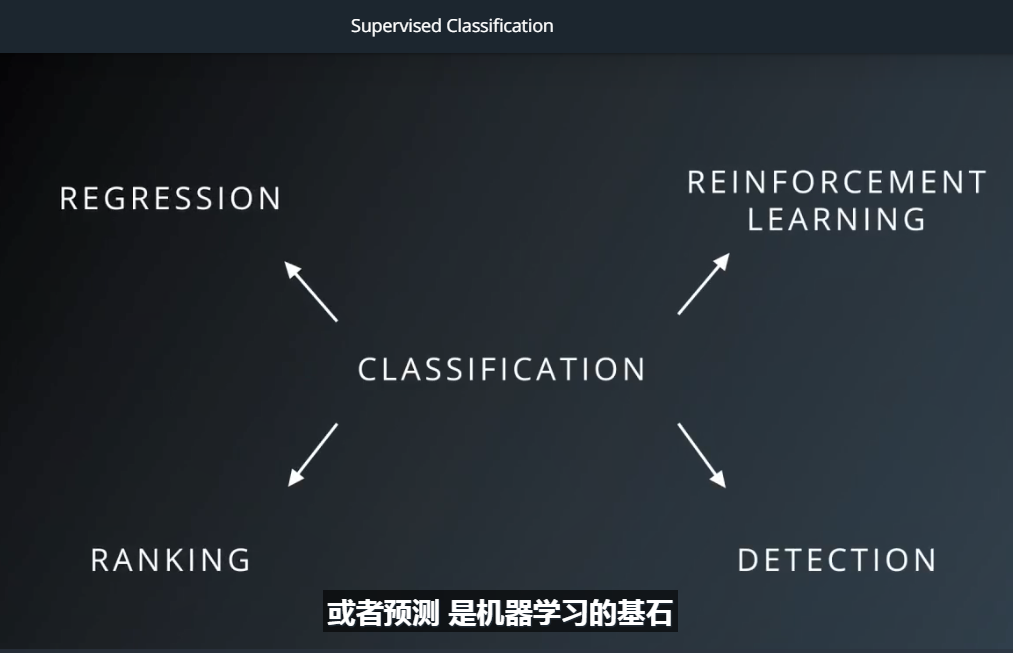 Supervised Classification
REGRESSION
REINFORCEMENT
LEARNING
CLASSIFICATION
RANKING
DETECTION
或者预测 是机器学习的基石